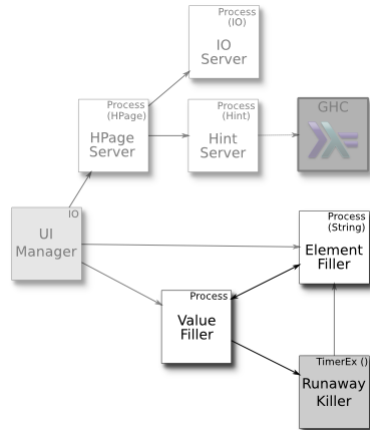 Process
(IO)
IO
Server
Process
(HPage)
HPage
Server
Process
(Hint)
Hint
Server
GHC
IO
UI
Manager
Process
(String)
Element
Filler
Process
Value
Filler
TimerEx ()
Runaway
Killer